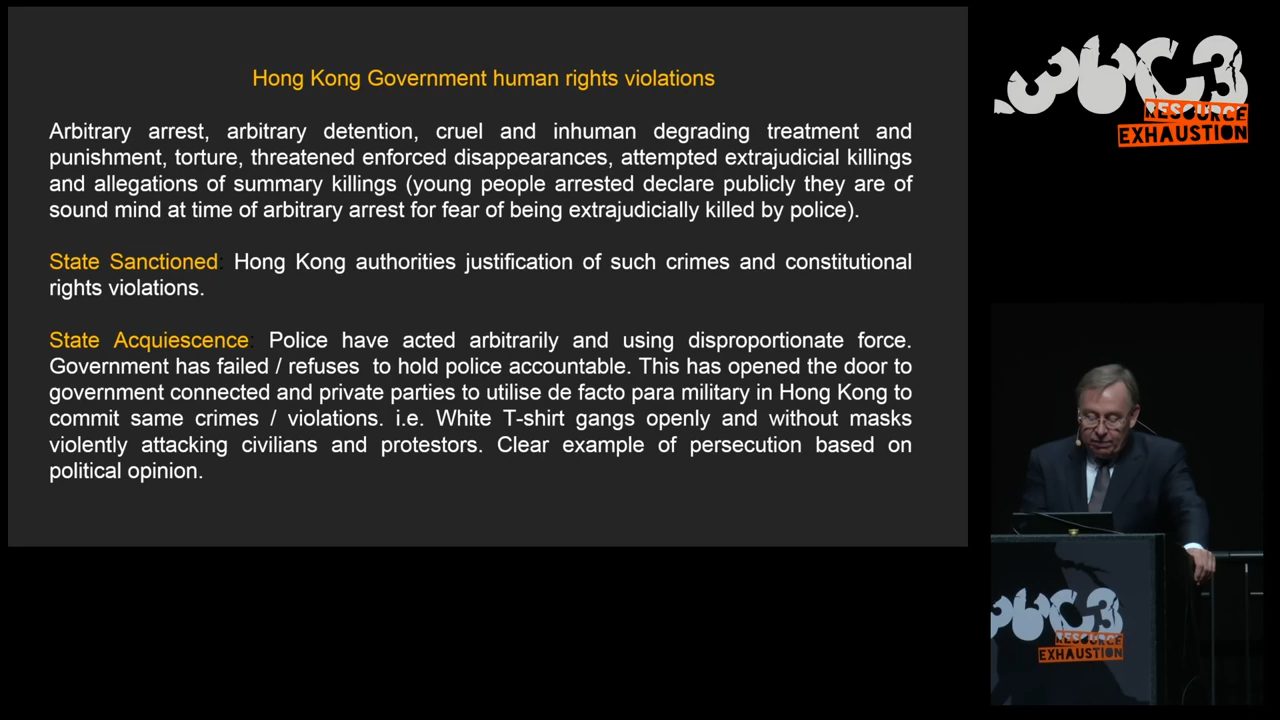 Hong Kong Government human rights violations
Arbitrary arrest, arbitrary detention, cruel and inhuman degrading treatment and
punishment, torture, threatened enforced disappearances, attempted extrajudicial killings
and allegations of summary killings (young people arrested declare publicly they are of
sound mind at time of arbitrary arrest for fear of being extrajudicially killed by police).
State Sanctioned: Hong Kong authorities justification of such crimes and constitutional
rights violations.
State Acquiescence: Police have acted arbitrarily and using disproportionate force.
Government has failed / refuses to hold police accountable. This has opened the door to
government connected and private parties to utilise de facto para military in Hong Kong to
commit same crimes / violations. i.e. White T-shirt gangs openly and without masks
violently attacking civilians and protestors. Clear example of persecution based on
political opinion.
36C3
RESOURCE
EXHAUSTION
36C3
RESOURCE
EXHAUSTION